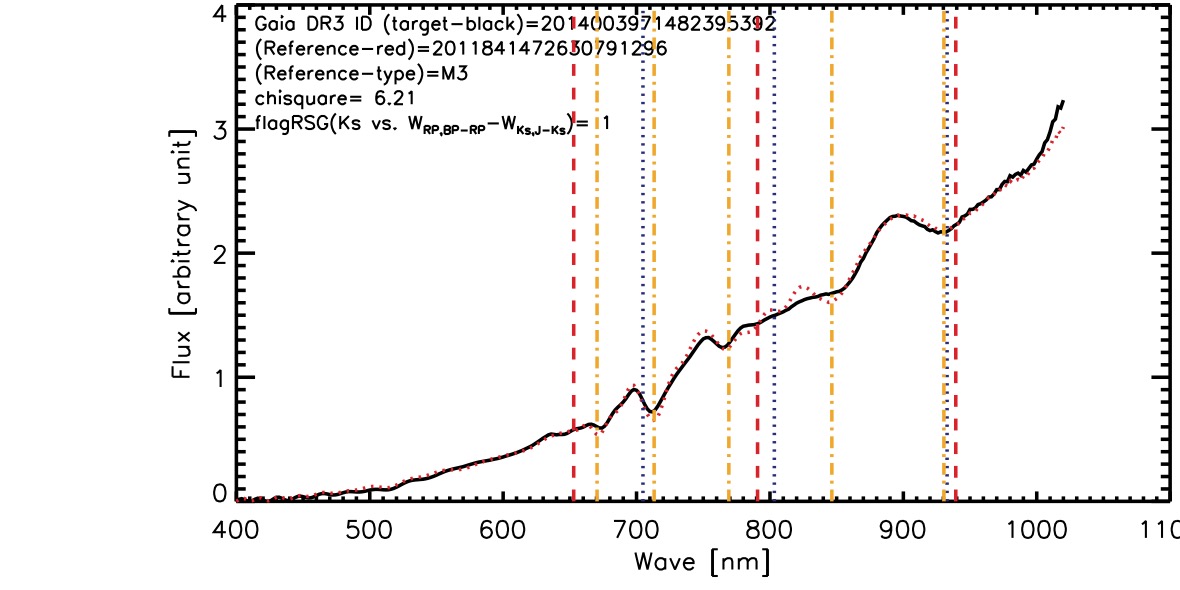 Gaia DR3 ID (target-black)=2014003971482395392
(Reference-red)=2011841472630791296
(Reference-type)=M3
chisquare= 6.21
flagRSG(Ks vs. WRP,BP-RP-WKs,J-Ks)= 1
4
3
2
1
0
Flux [arbitrary unit]
400 500 600 700 800 900 1000 110
Wave [nm]